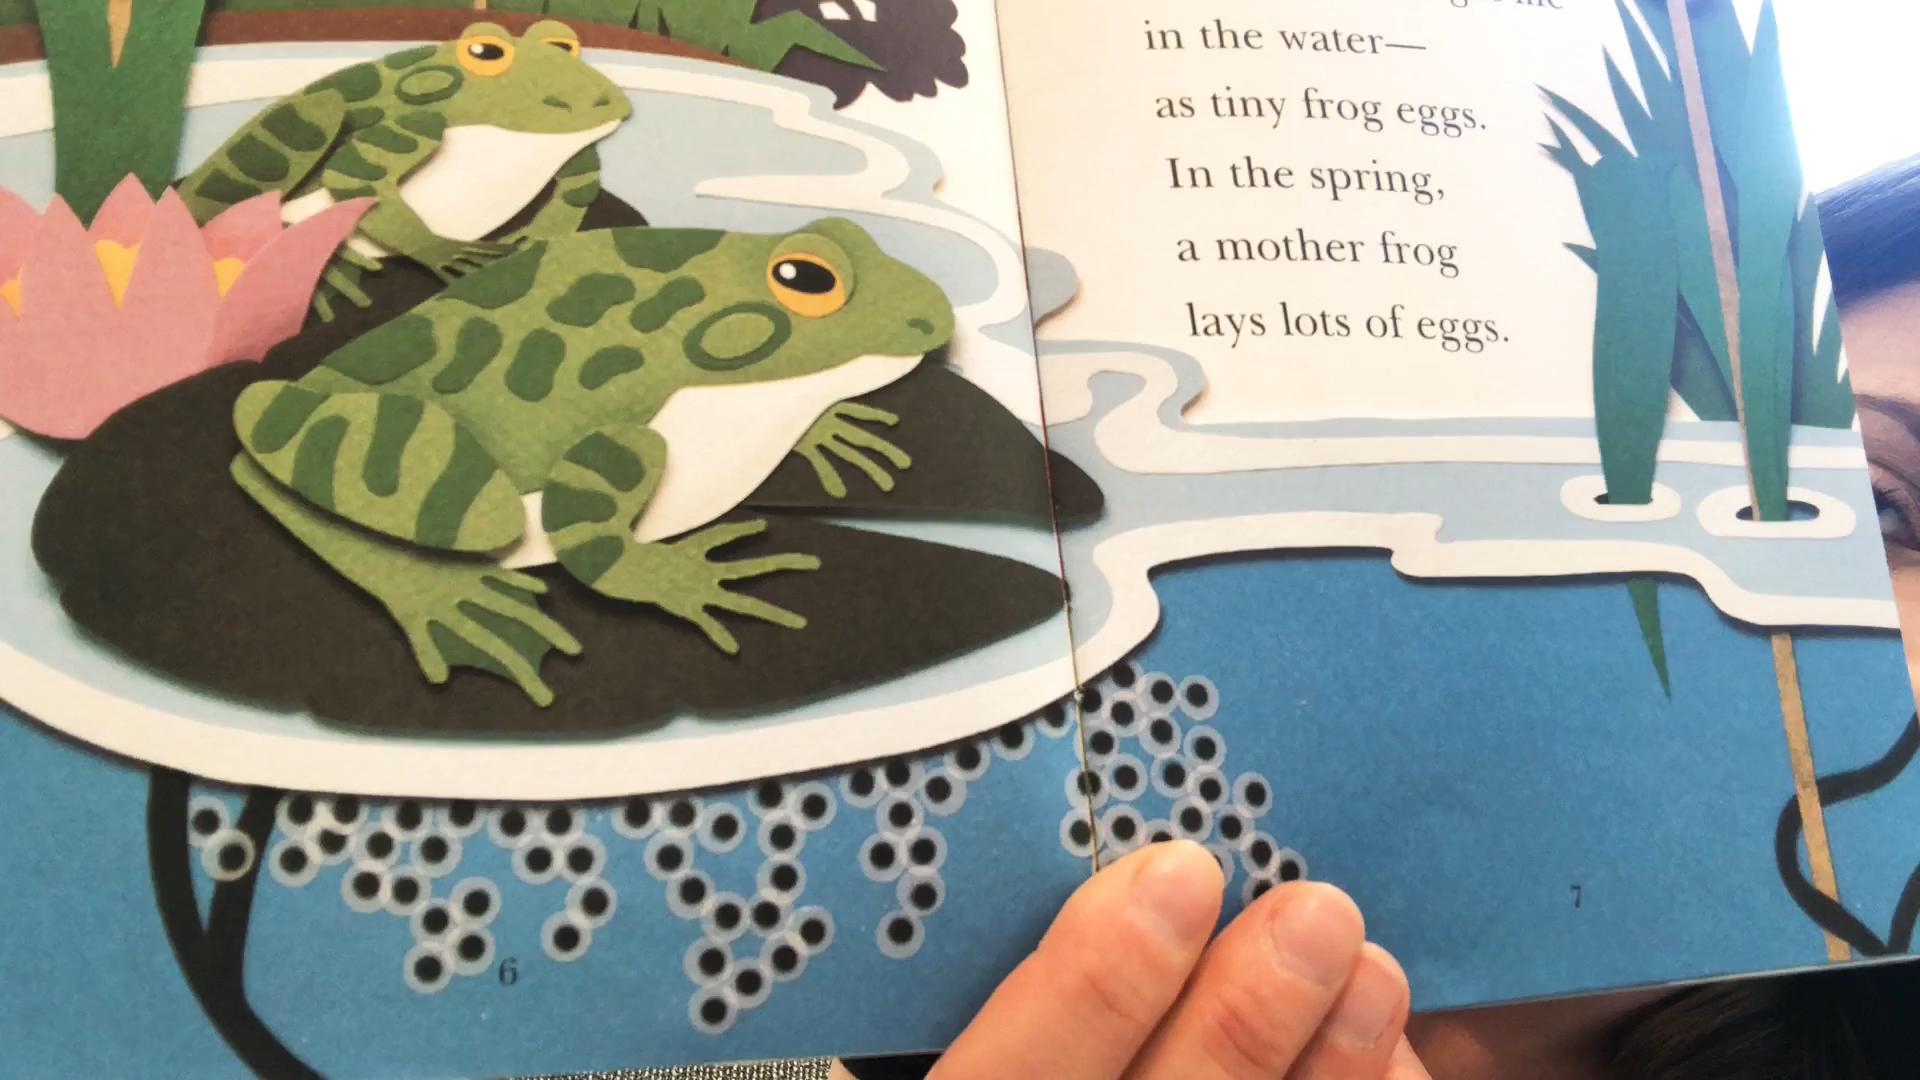 in the water—
as tiny frog eggs.
In the spring,
a mother frog
lays lots of eggs.
6
7